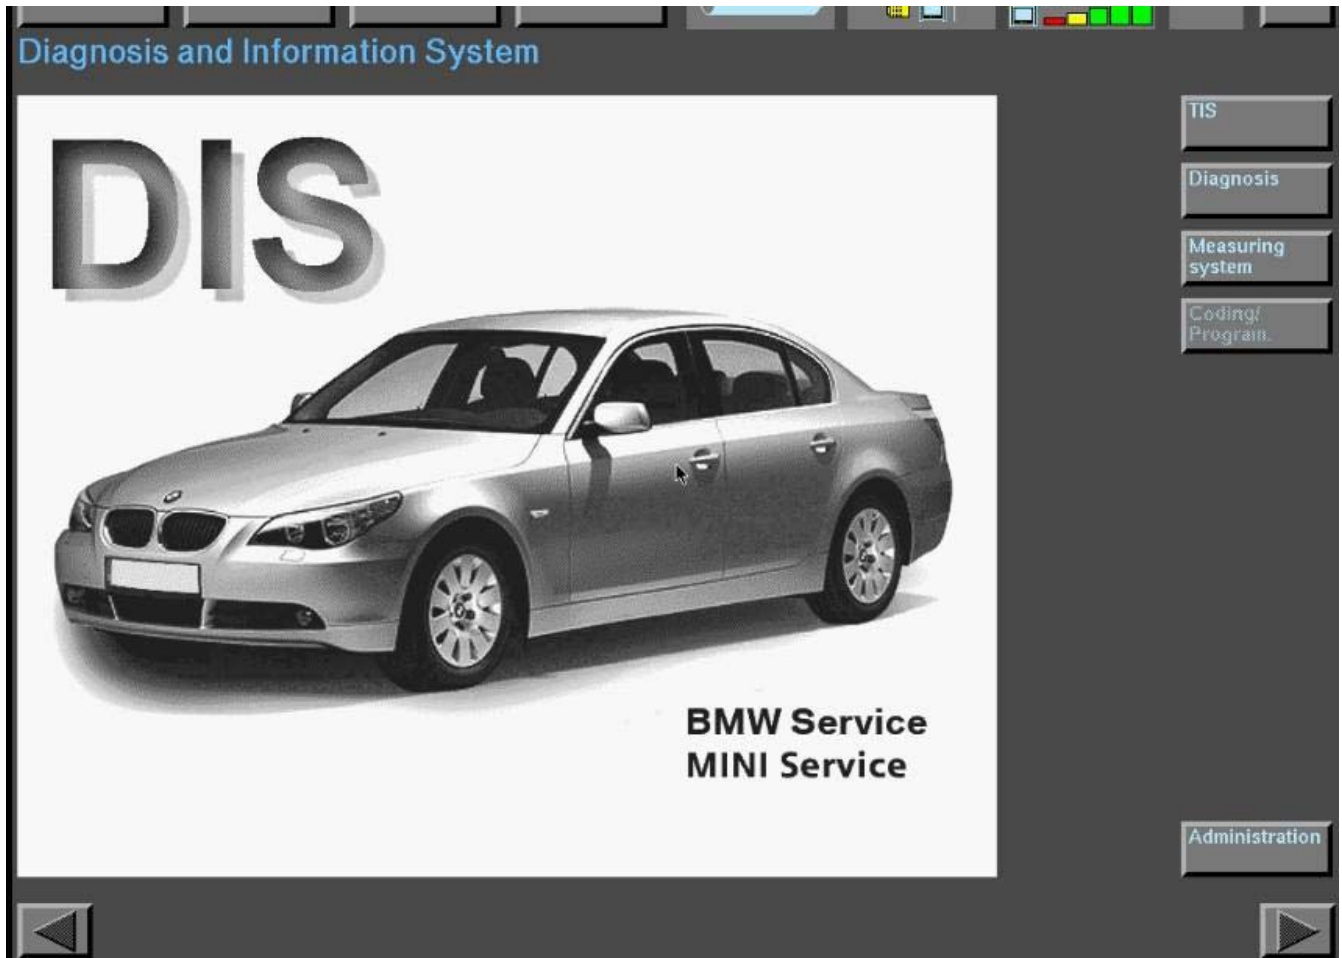 Diagnosis and Information System
DIS
TIS
Diagnosis
Measuring
system
Coding/
Program.
BMW Service
MINI Service
Administration